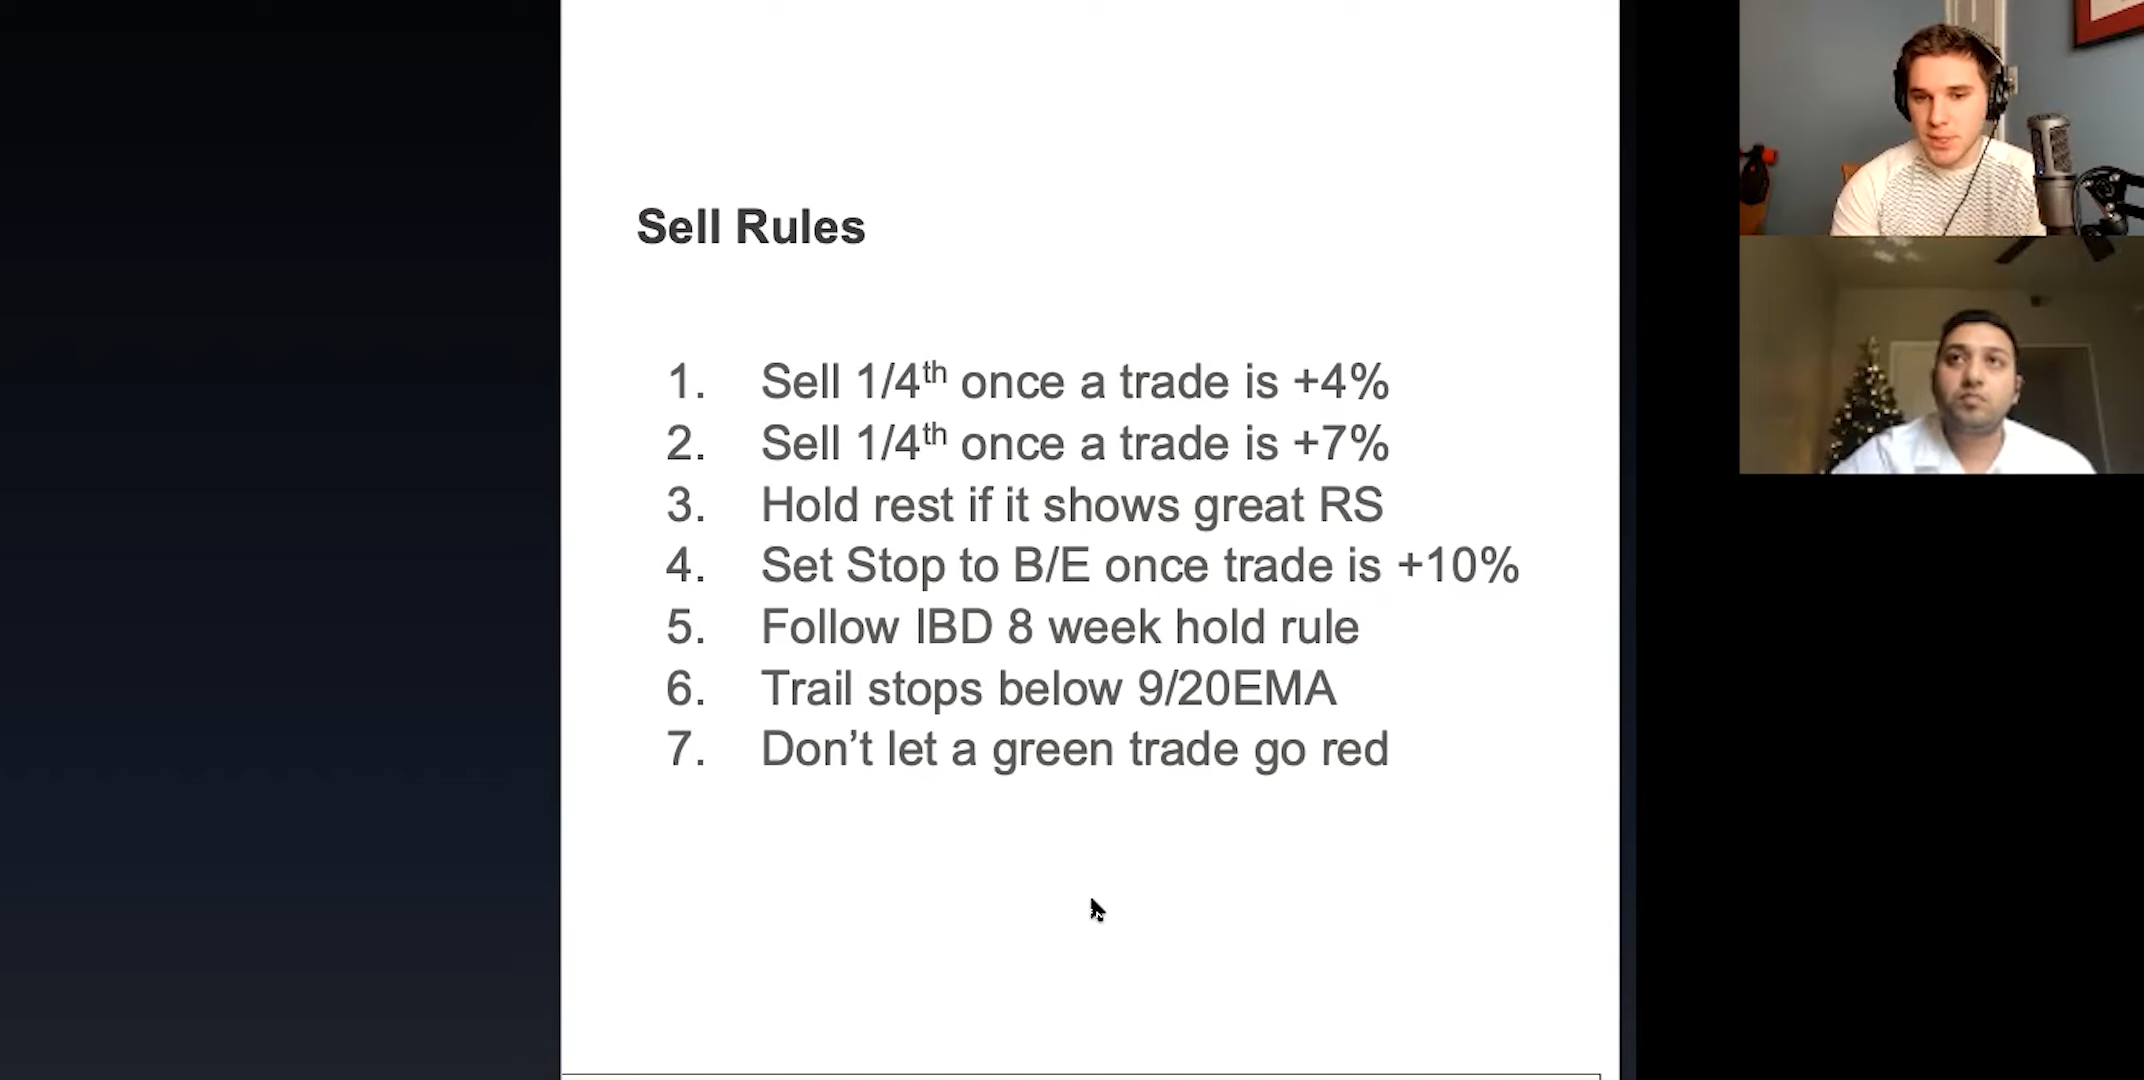 Sell Rules
1. Sell 1/4th once a trade is +4%
2. Sell 1/4th once a trade is +7%
3. Hold rest if it shows great RS
4. Set Stop to B/E once trade is +10%
5. Follow IBD 8 week hold rule
6. Trail stops below 9/20EMA
7. Don’t let a green trade go red